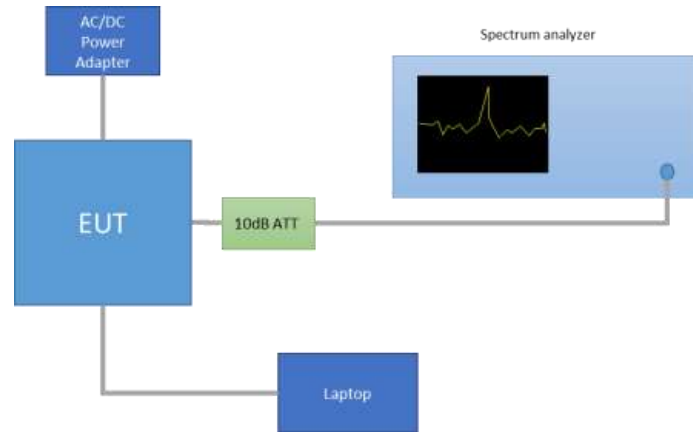 AC/DC
Power
Adapter
Spectrum analyzer
EUT
10dB ATT
Laptop